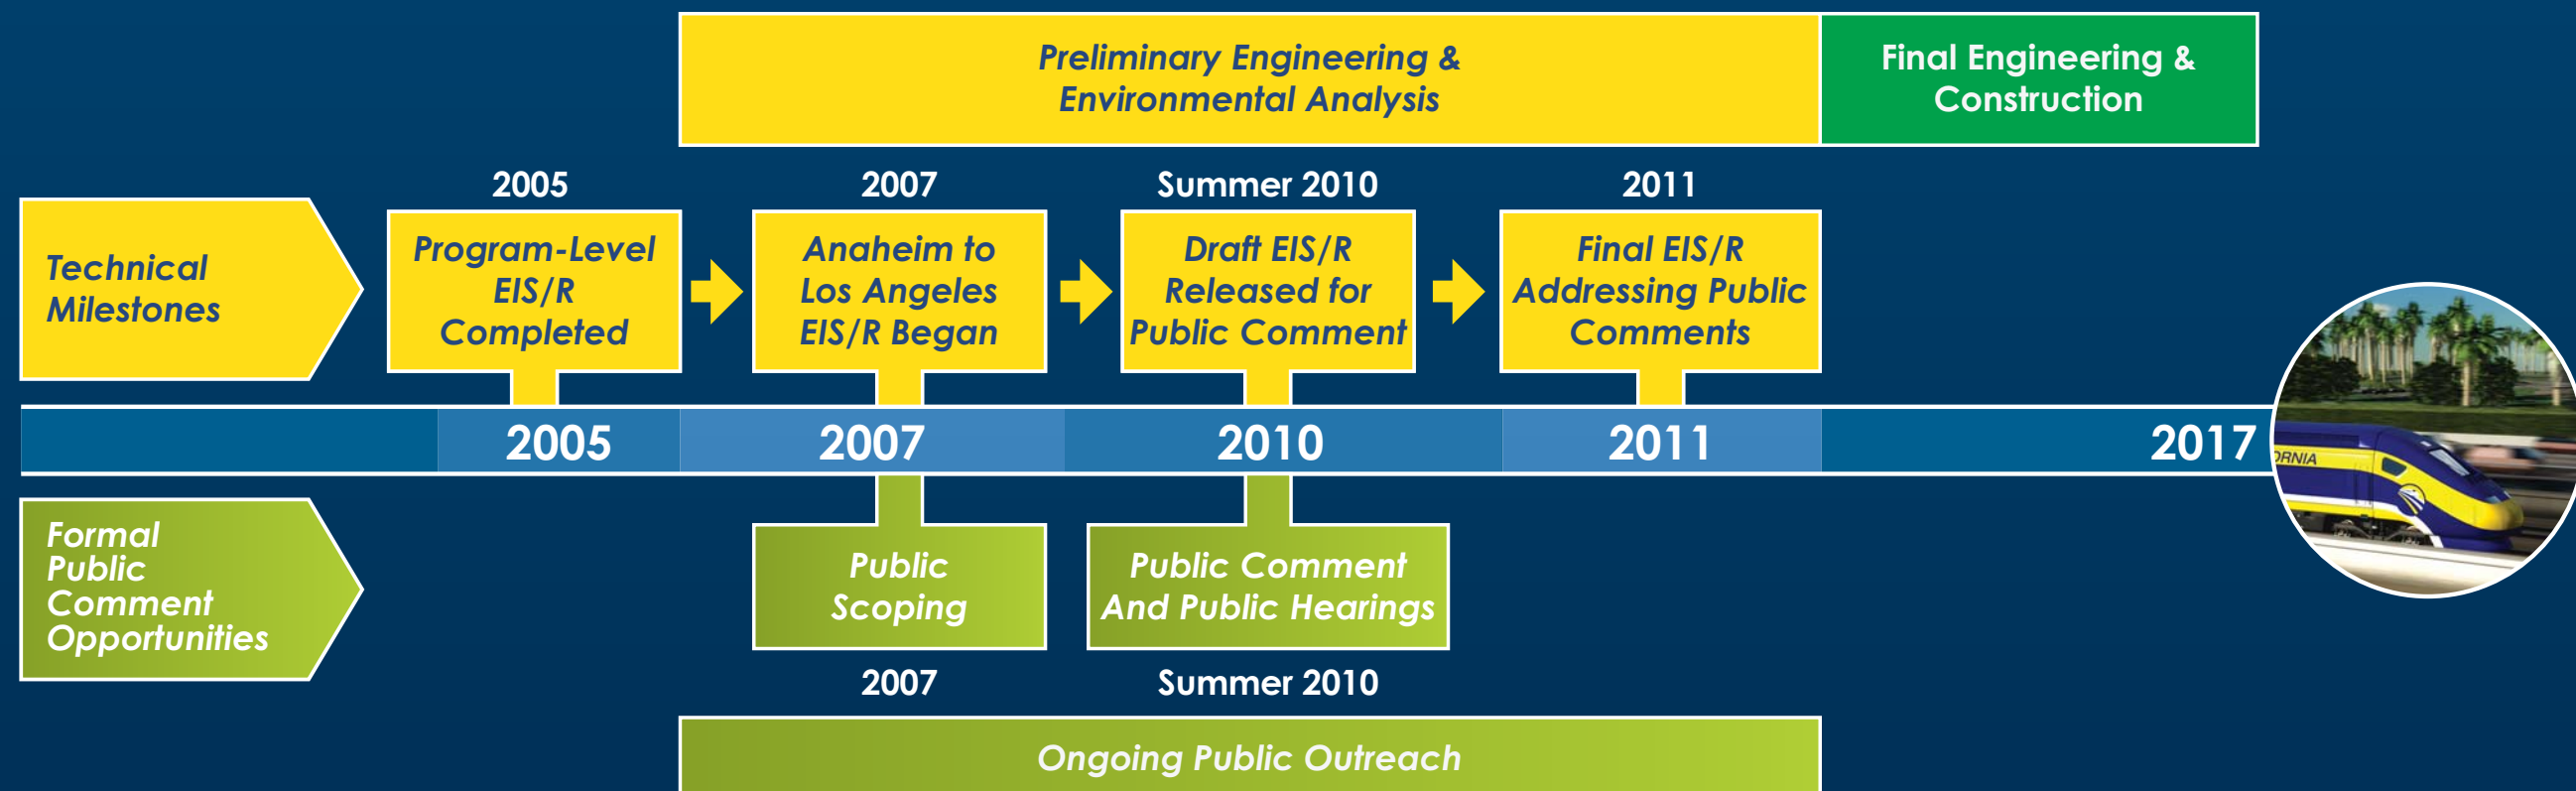 Preliminary Engineering &
Environmental Analysis
Final Engineering &
Construction
2005
2007
Summer 2010
2011
Technical
Milestones
Program-Level
EIS/R
Completed
Anaheim to
Los Angeles
EIS/R Began
Draft EIS/R
Released for
Public Comment
Final EIS/R
Addressing Public
Comments
2005
2007
2010
2011
2017
ORNIA
Formal
Public
Comment
Opportunities
Public
Scoping
Public Comment
And Public Hearings
2007
Summer 2010
Ongoing Public Outreach